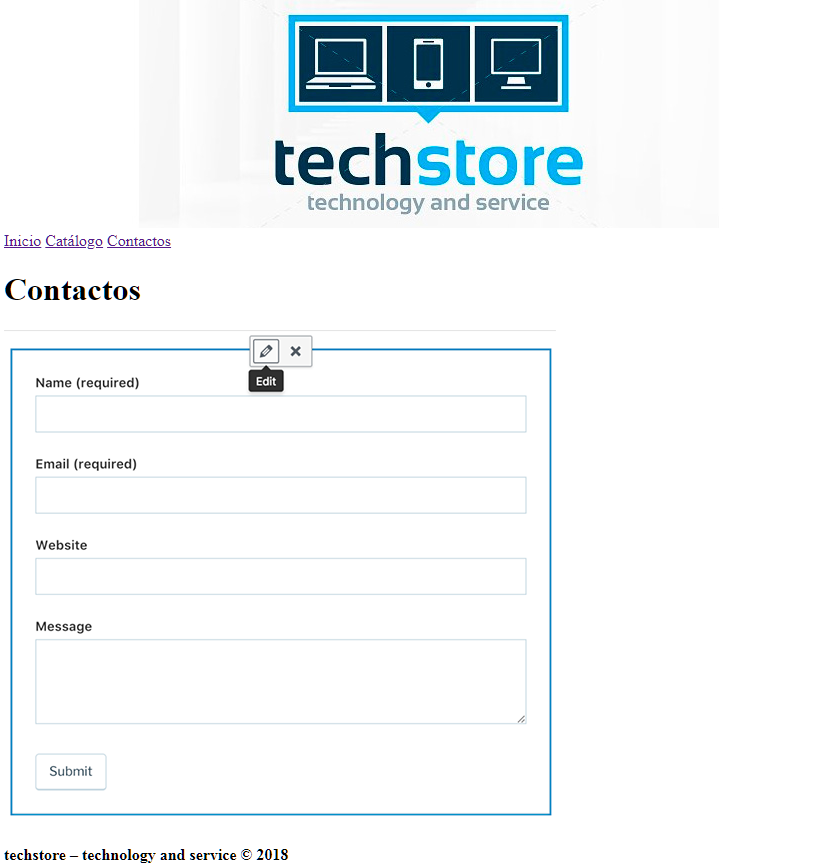 techstore
technology and service
Inicio Catálogo Contactos
Contactos
Edit
Name (required)
Email (required)
Website
Message
Submit
techstore – technology and service © 2018